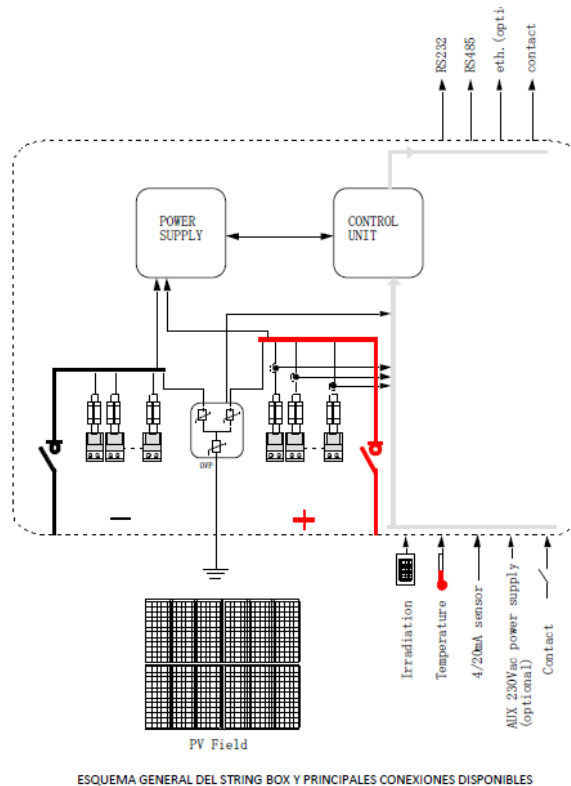 RS232
RS485
eth.(opti
contact
POWER
SUPPLY
CONTROL
UNIT
OVP
Irradiation
Temperature
4/20mA sensor
AUX 230Vac power supply
(optional)
Contact
PV Field
ESQUEMA GENERAL DEL STRING BOX Y PRINCIPALES CONEXIONES DISPONIBLES